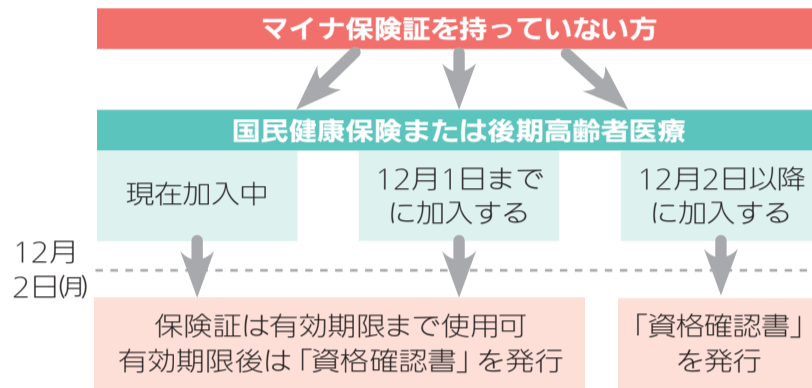 マイナ保険証を持っていない方
国民健康保険または後期高齢者医療
現在加入中
12月1日まで
に加入する
12月2日以降
に加入する
12月
2日(月)
保険証は有効期限まで使用可
有効期限後は「資格確認書」を発行
「資格確認書」
を発行